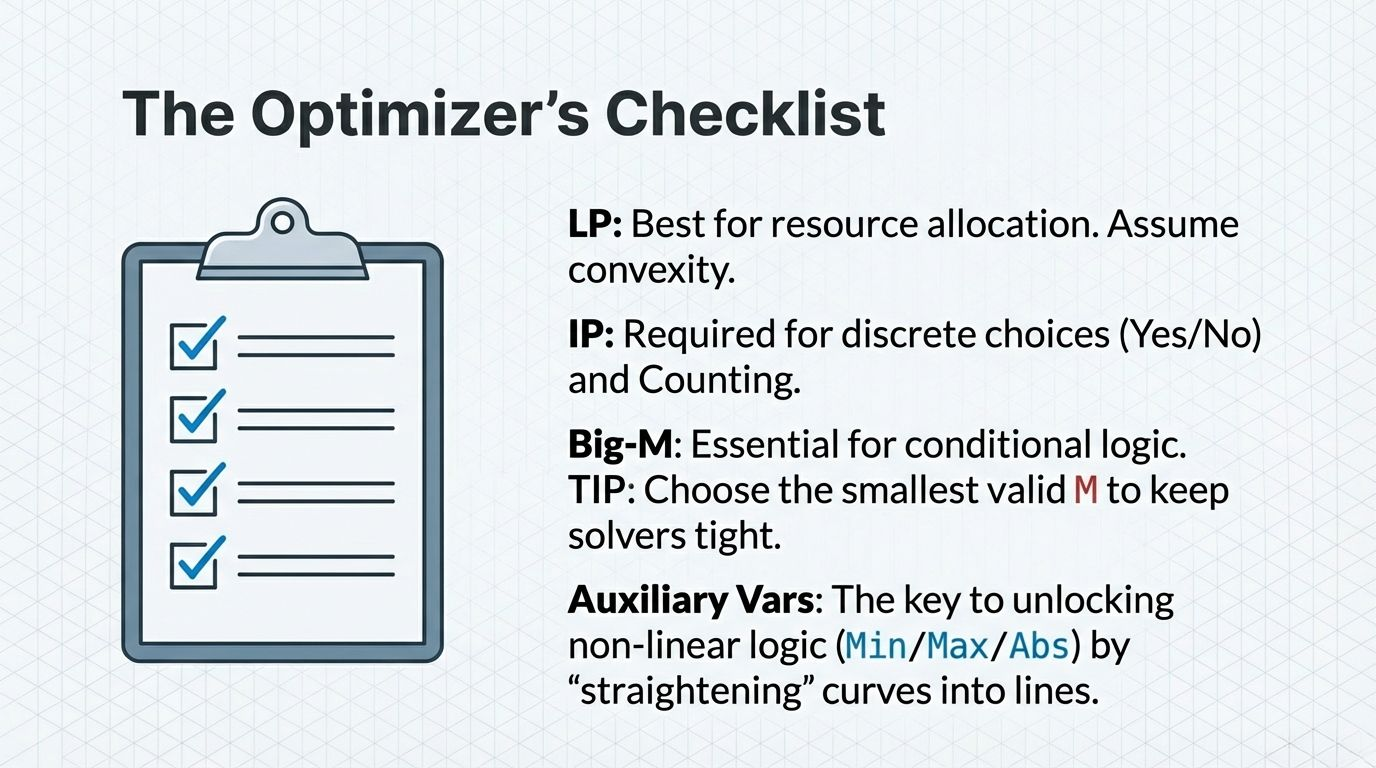 The Optimizer’s Checklist
LP: Best for resource allocation. Assume
convexity.
IP: Required for discrete choices (Yes/No)
and Counting.
Big-M: Essential for conditional logic.
TIP: Choose the smallest valid M to keep
solvers tight.
Auxiliary Vars: The key to unlocking
non-linear logic (Min/Max/Abs) by
“straightening” curves into lines.